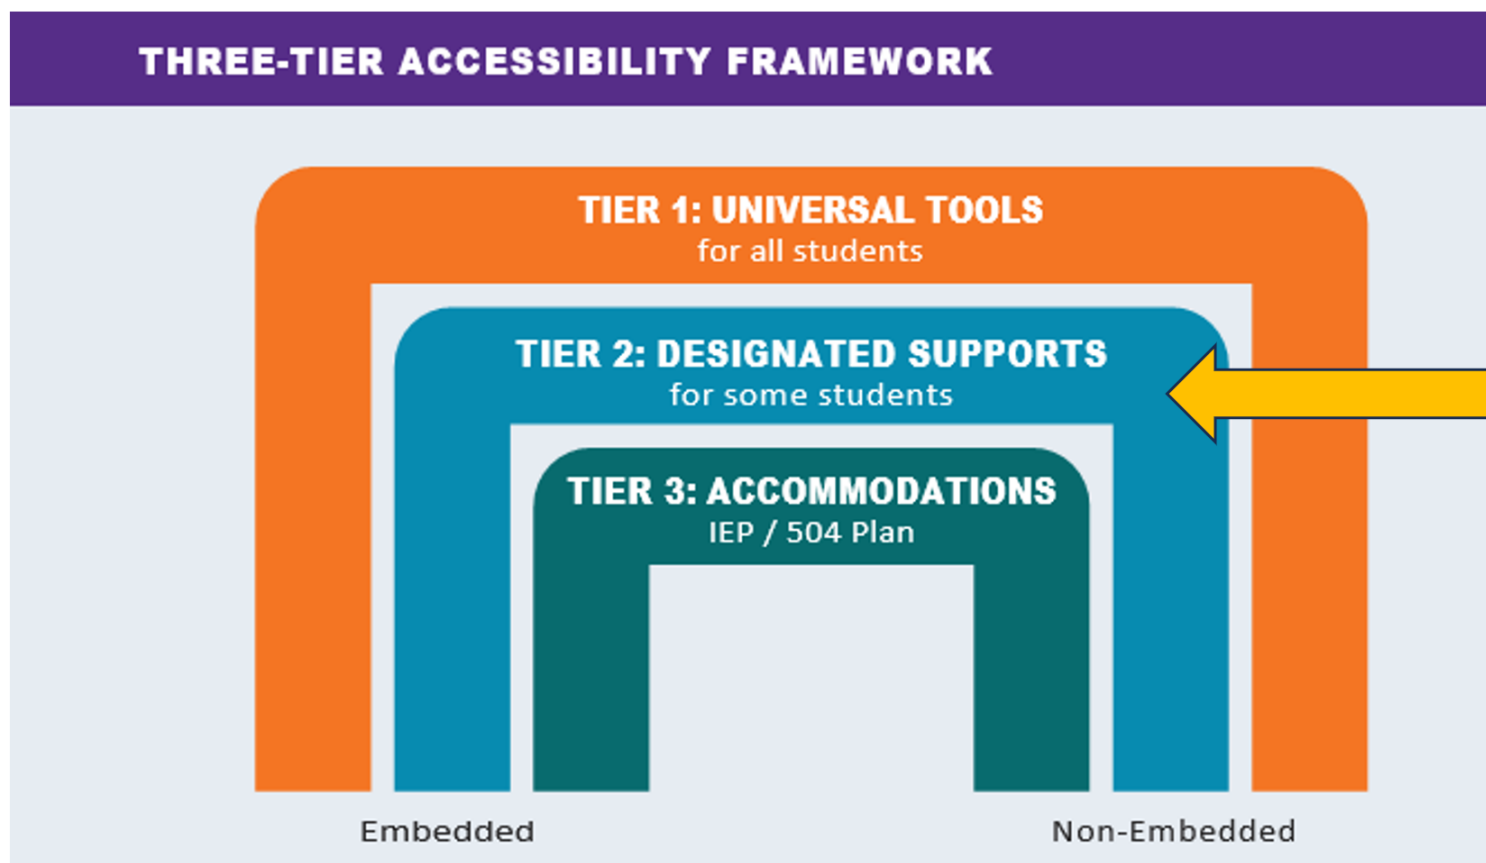 THREE-TIER ACCESSIBILITY FRAMEWORK
TIER 1: UNIVERSAL TOOLS
for all students
TIER 2: DESIGNATED SUPPORTS
for some students
TIER 3: ACCOMMODATIONS
IEP / 504 Plan
Embedded
Non-Embedded